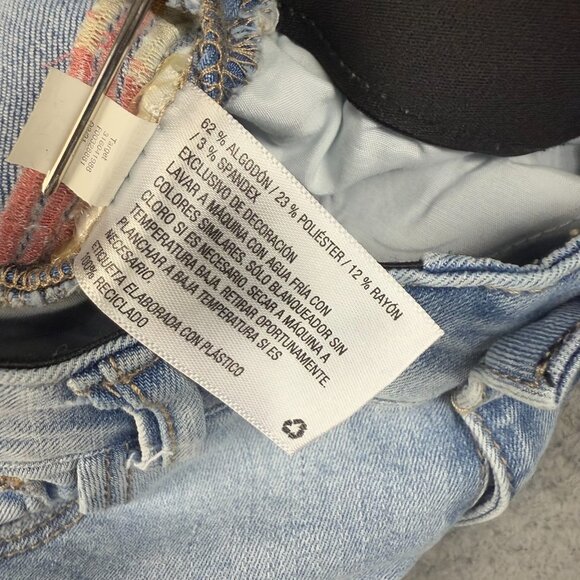 62 % ALGODÓN / 23 % POLIÉSTER / 12 % RAYÓN
/ 3 % SPANDEX
EXCLUSIVO DE DECORACIÓN
LAVAR A MÁQUINA CON AGUA FRIA CON
COLORES SIMILARES. SÓLO BLANQUEADOR SIN
CLORO SI ES NECESARIO. SECAR A MÁQUINA A
TEMPERATURA BAJA. RETIRAR OPORTUNAMENTE.
PLANCHAR A BAJA TEMPERATURA SI ES
NECESARIO
ETIQUETA ELABORADA CON PLÁSTICO
100% RECICLADO
Target